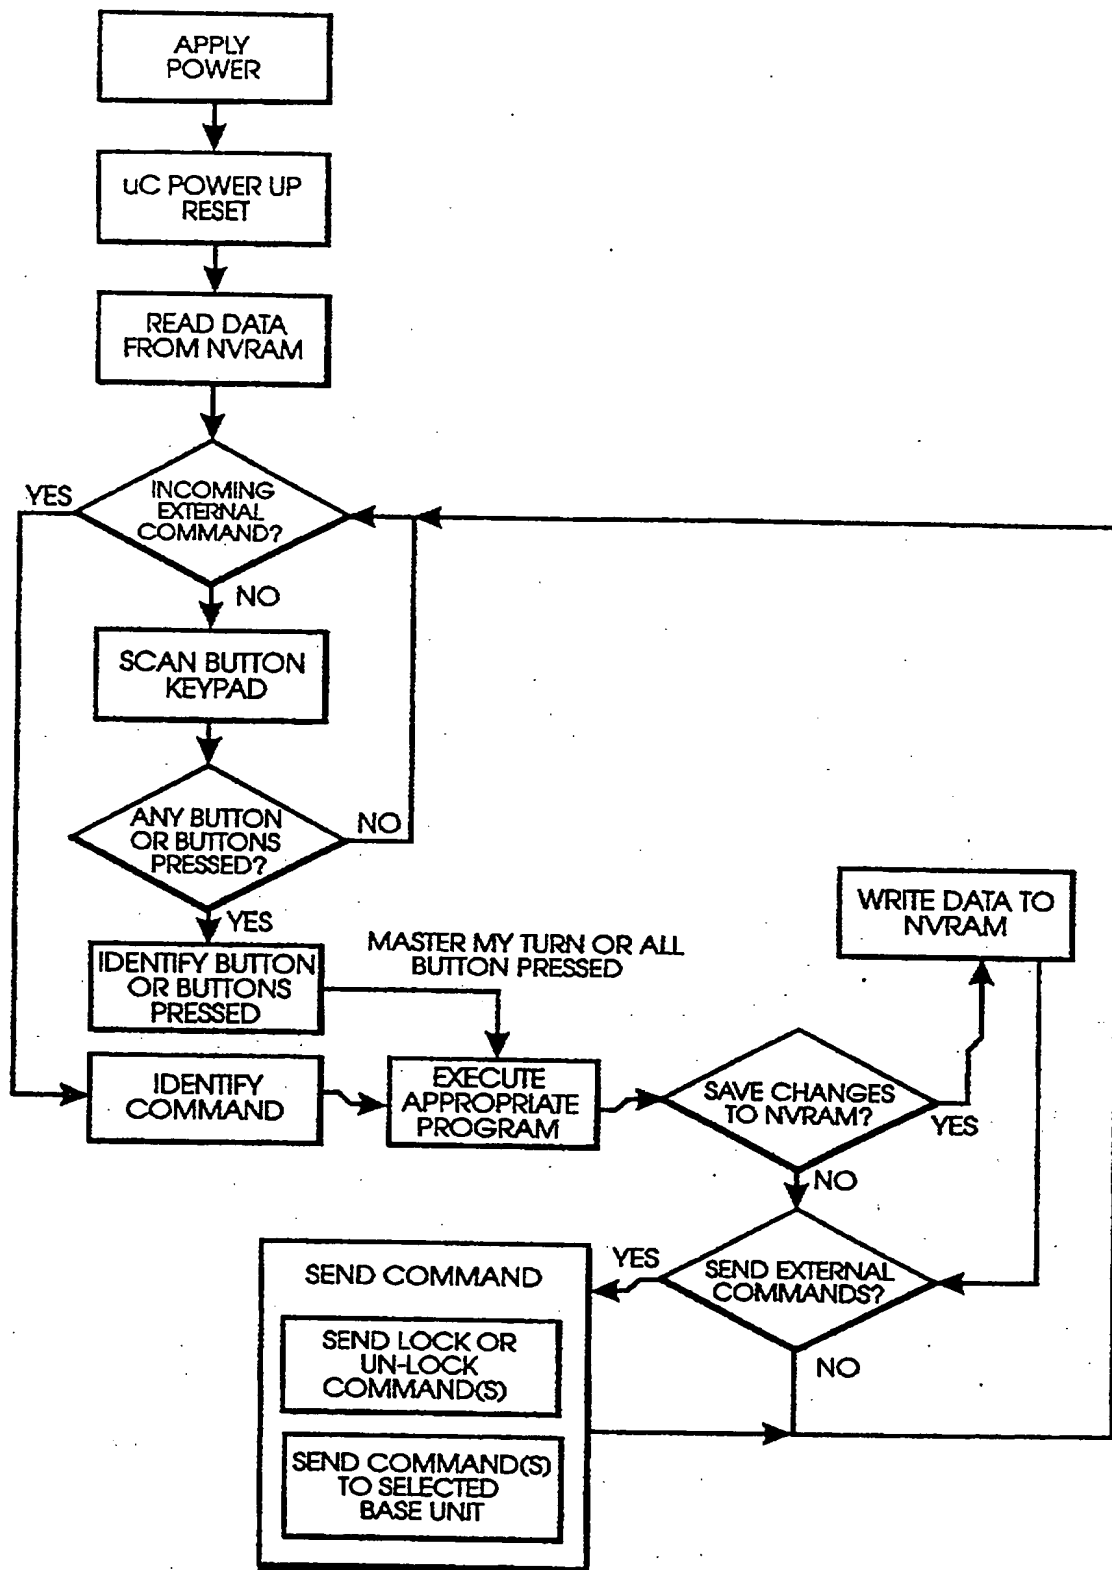 APPLY
POWER
uC POWER UP
RESET
READ DATA
FROM NVRAM
INCOMING
EXTERNAL
COMMAND?
YES
NO
SCAN BUTTON
KEYPAD
ANY BUTTON
OR BUTTONS
PRESSED?
NO
YES
IDENTIFY BUTTON
OR BUTTONS
PRESSED
MASTER MY TURN OR ALL
BUTTON PRESSED
IDENTIFY
COMMAND
EXECUTE
APPROPRIATE
PROGRAM
SAVE CHANGES
TO NVRAM?
YES
WRITE DATA TO
NVRAM
NO
SEND EXTERNAL
COMMANDS?
YES
NO
SEND COMMAND
SEND LOCK OR
UN-LOCK
COMMAND(S)
SEND COMMAND(S)
TO SELECTED
BASE UNIT